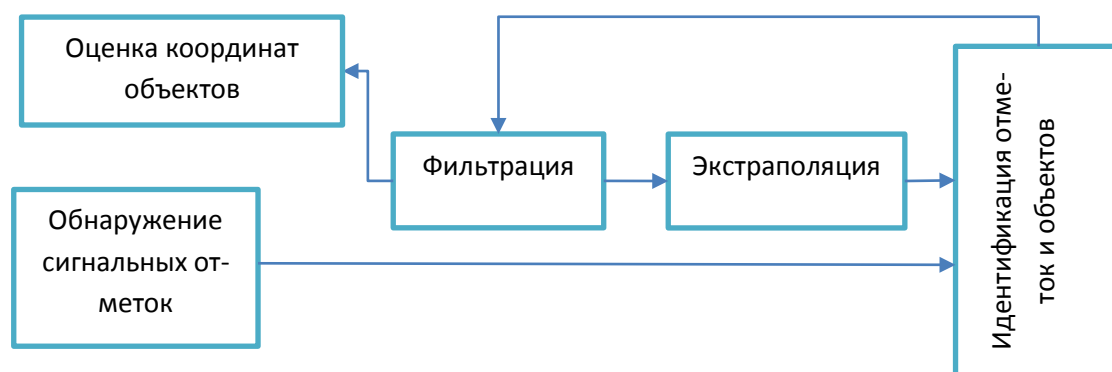 Оценка координат
объектов
Фильтрация
Экстраполяция
Идентификация отме-
ток и объектов
Обнаружение
сигнальных от-
меток